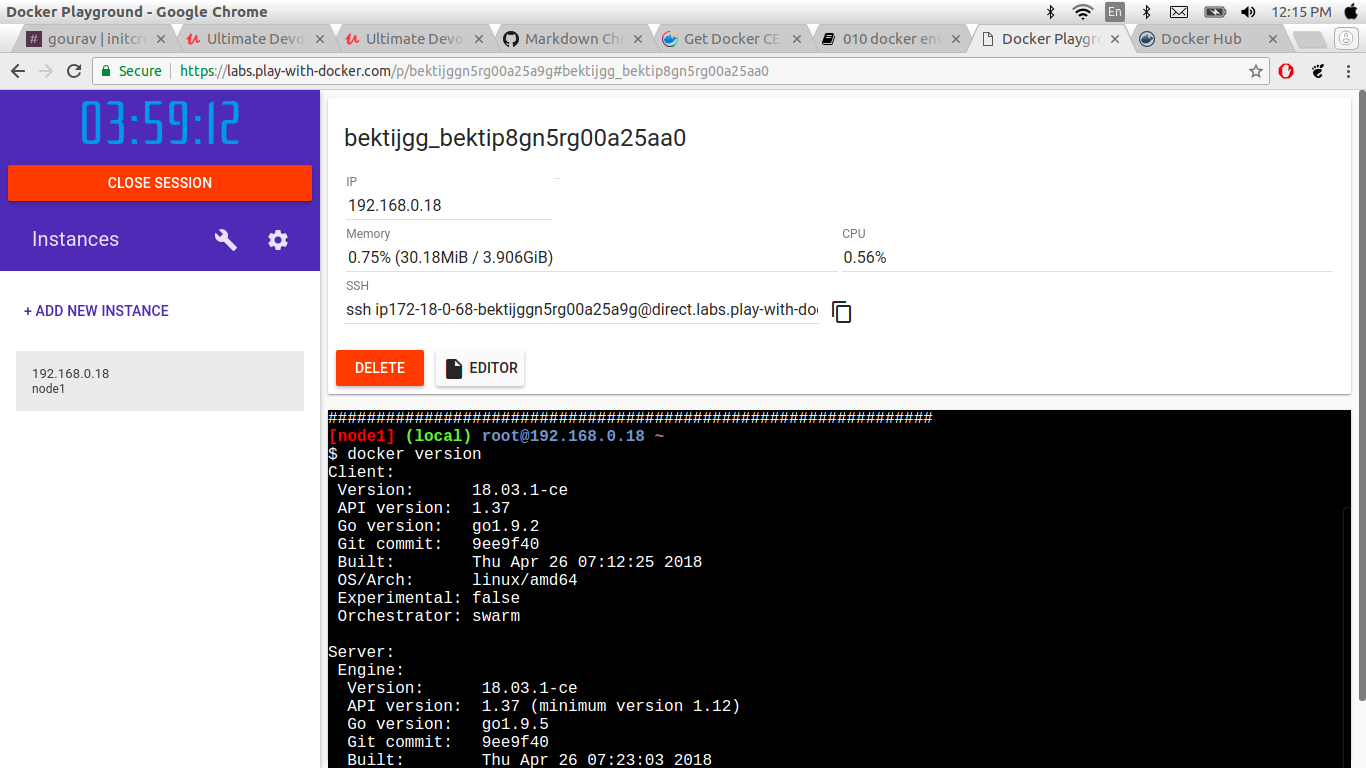 Docker Playground - Google Chrome
En
12:15 PM
# gourav | initcr
Ultimate Devo
Ultimate Devo
Markdown Che
Get Docker CE
010 docker env
Docker Playgro
Docker Hub
Secure
https://labs.play-with-docker.com/p/bektijggn5rg00a25a9g#bektijgg_bektip8gn5rg00a25aa0
03:59:12
CLOSE SESSION
Instances
+ ADD NEW INSTANCE
192.168.0.18
node1
bektijgg_bektip8gn5rg00a25aa0
IP
192.168.0.18
Memory
0.75% (30.18MiB / 3.906GiB)
CPU
0.56%
SSH
ssh ip172-18-0-68-bektijggn5rg00a25a9g@direct.labs.play-with-do
DELETE
EDITOR
###############################################################
[node1] (local) root@192.168.0.18 ~
$ docker version
Client:
Version: 18.03.1-ce
API version: 1.37
Go version: go1.9.2
Git commit: 9ee9f40
Built: Thu Apr 26 07:12:25 2018
OS/Arch: linux/amd64
Experimental: false
Orchestrator: swarm
Server:
Engine:
Version: 18.03.1-ce
API version: 1.37 (minimum version 1.12)
Go version: go1.9.5
Git commit: 9ee9f40
Built: Thu Apr 26 07:23:03 2018